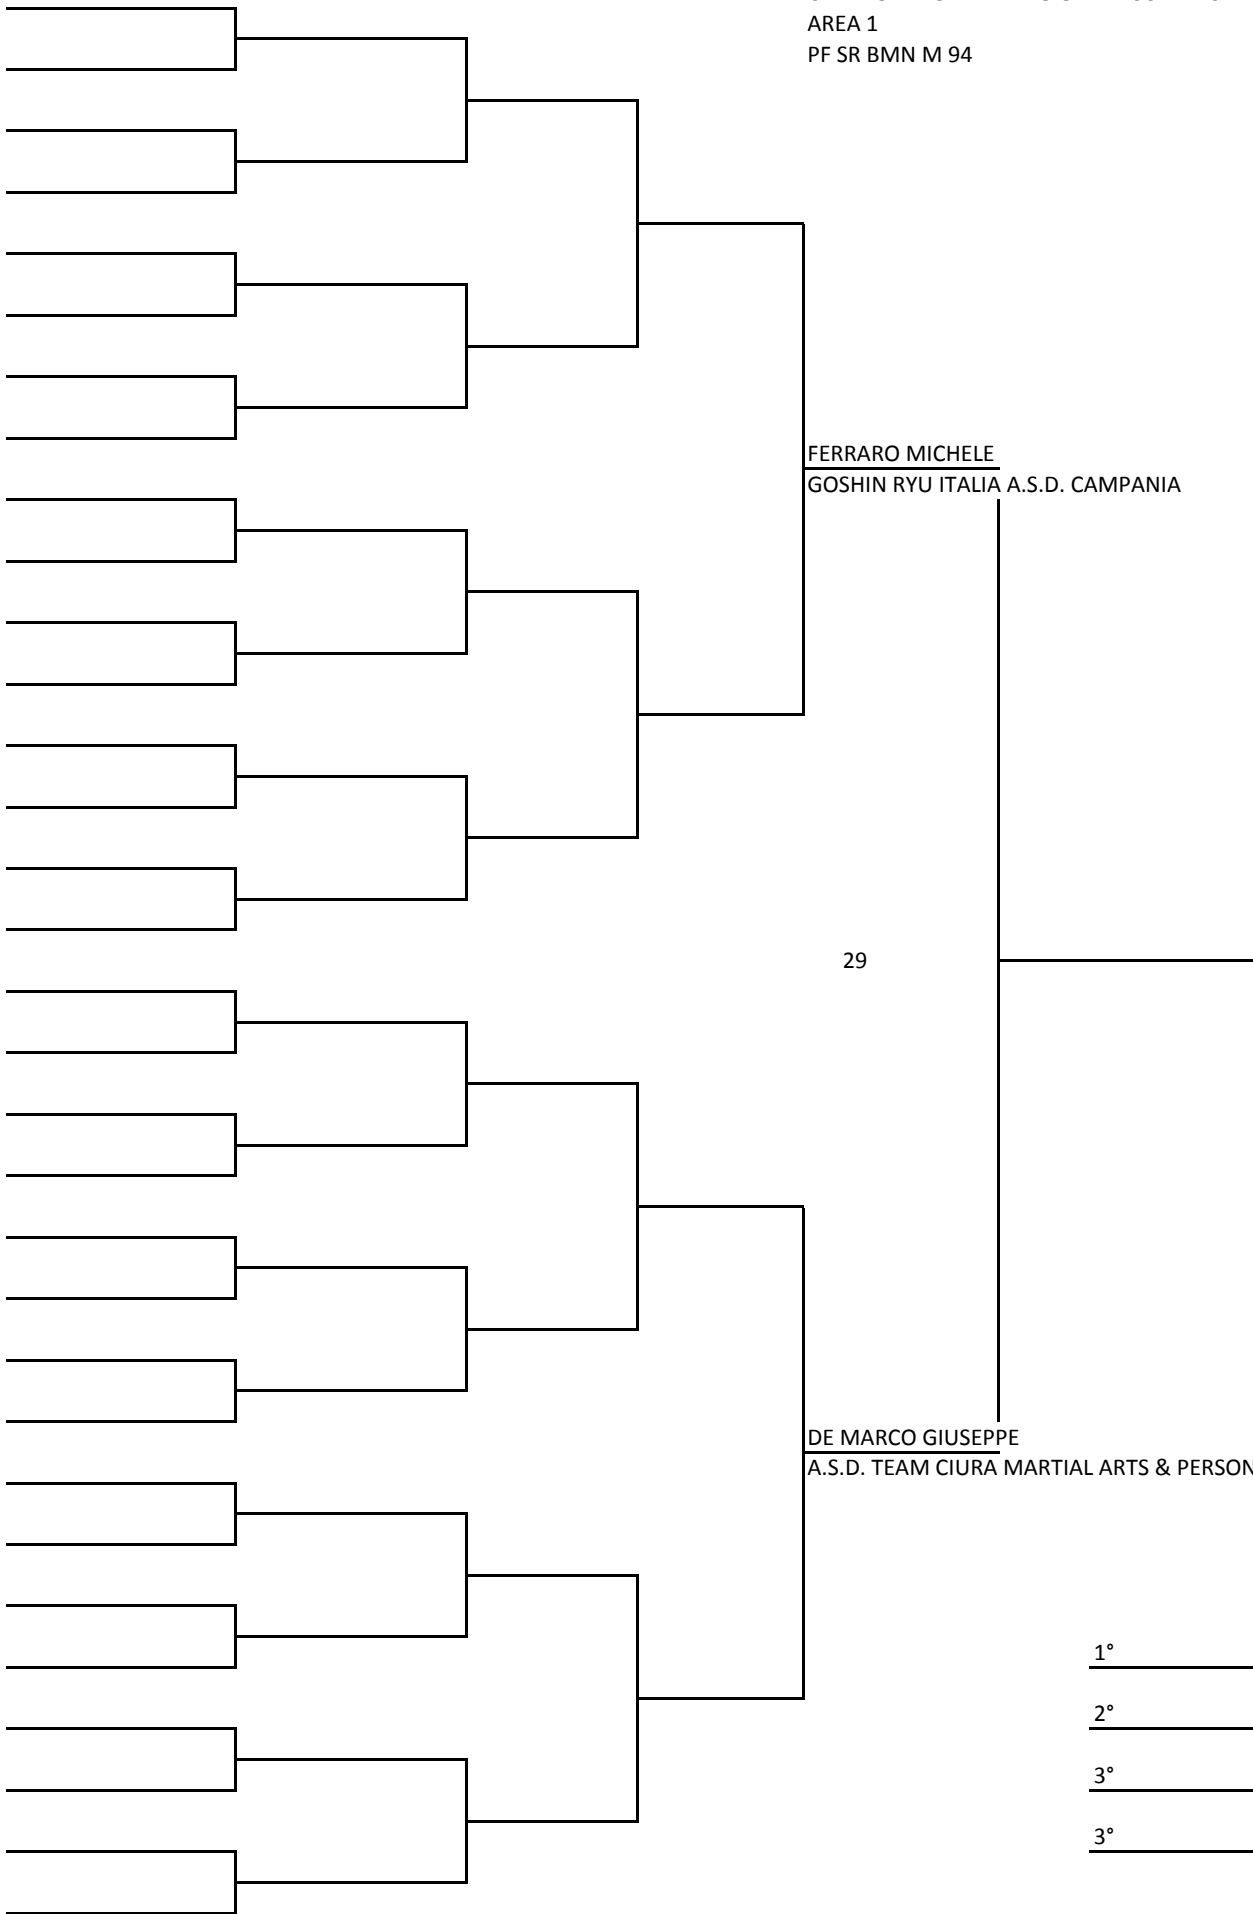 AREA 1
PF SR BMN M 94
FERRARO MICHELE
GOSHIN RYU ITALIA A.S.D. CAMPANIA
29
DE MARCO GIUSEPPE
A.S.D. TEAM CIURA MARTIAL ARTS & PERSON
1°
2°
3°
3°